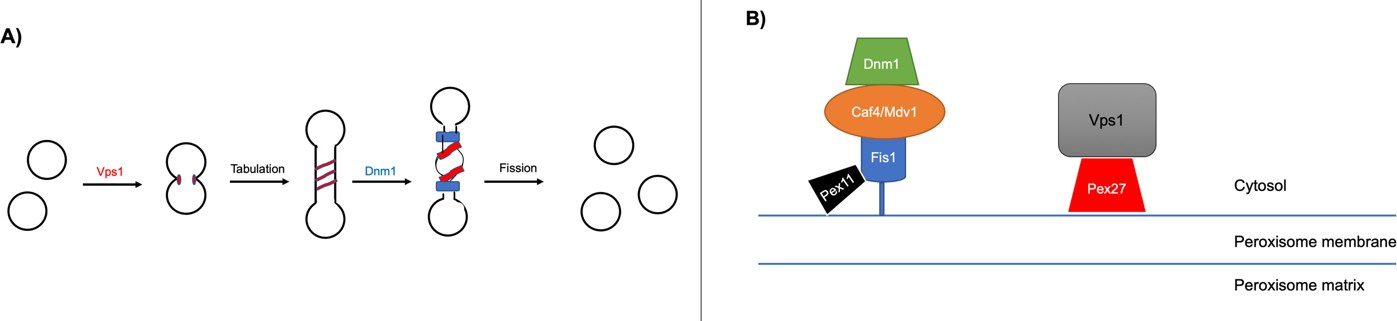 A)
Vps1
Tabulation
Dnm1
Fission
B)
Dnm1
Caf4/Mdv1
Fis1
Pex11
Vps1
Pex27
Cytosol
Peroxisome membrane
Peroxisome matrix